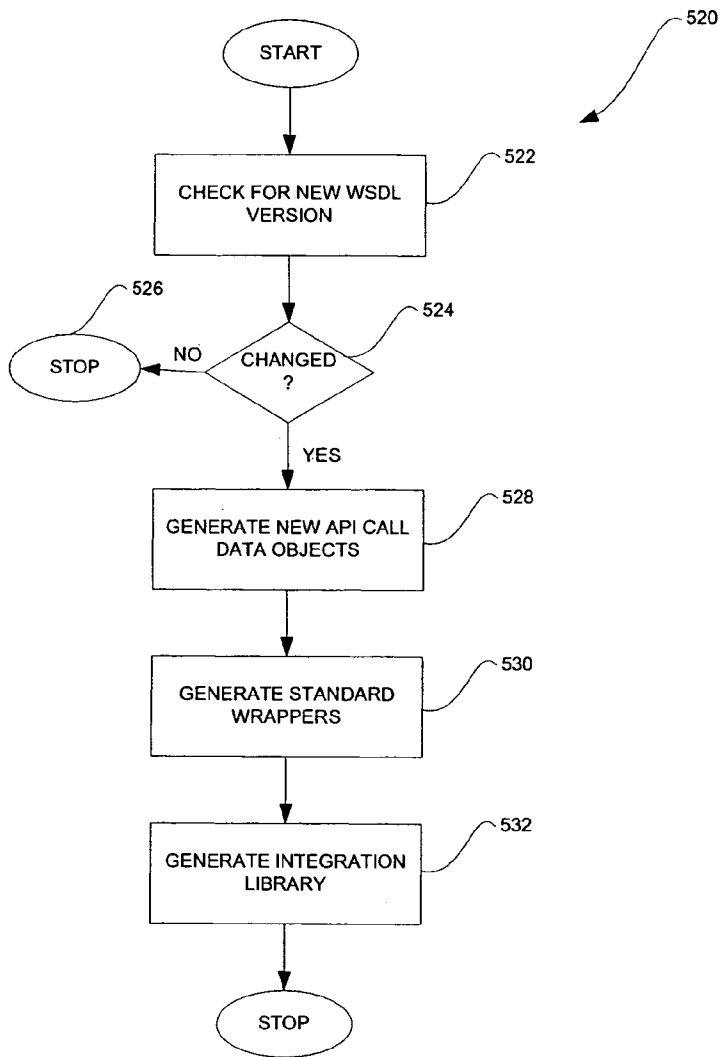 520
START
522
CHECK FOR NEW WSDL
VERSION
526
524
STOP
NO
CHANGED
?
YES
528
GENERATE NEW API CALL
DATA OBJECTS
530
GENERATE STANDARD
WRAPPERS
532
GENERATE INTEGRATION
LIBRARY
STOP